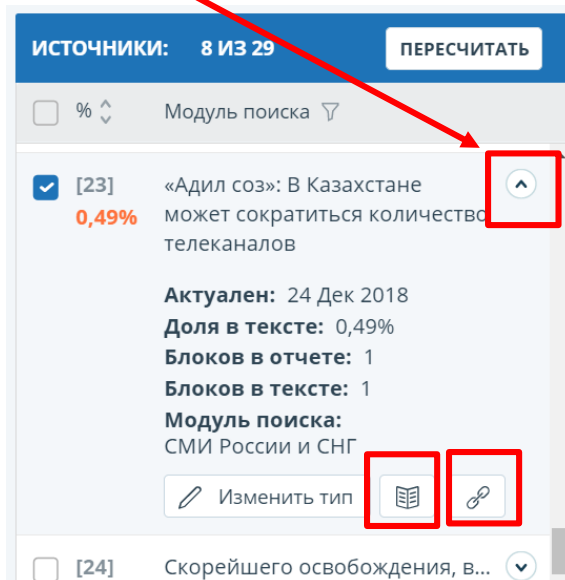 ИСТОЧНИКИ: 8 ИЗ 29 ПЕРЕСЧИТАТЬ
% Модуль поиска
[23] «Адил соз»: В Казахстане
0,49% может сократиться количество
телеканалов
Актуален: 24 Дек 2018
Доля в тексте: 0,49%
Блоков в отчете: 1
Блоков в тексте: 1
Модуль поиска:
СМИ России и СНГ
Изменить тип
[24] Скорейшего освобождения, в...